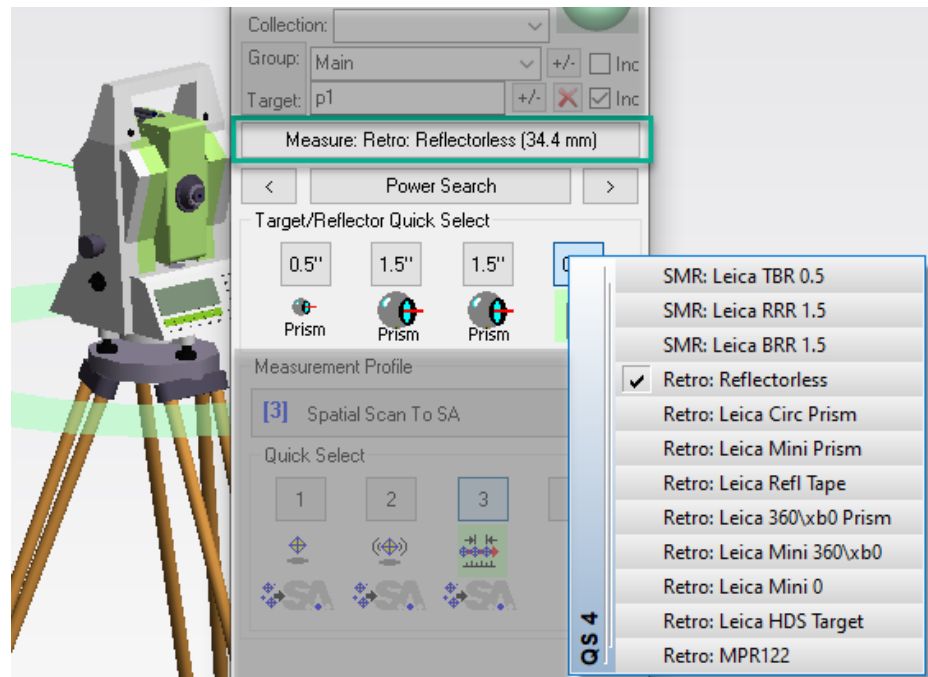 Collection:
Group: Main +/- Inc
Target: p1 +/- Inc
Measure: Retro: Reflectorless (34.4 mm)
< Power Search >
Target/Reflector Quick Select
0.5" 1.5" 1.5"
Prism Prism Prism
Measurement Profile
[3] Spatial Scan To SA
Quick Select
1 2 3
SA SA SA
SMR: Leica TBR 0.5
SMR: Leica RRR 1.5
SMR: Leica BRR 1.5
Retro: Reflectorless
Retro: Leica Circ Prism
Retro: Leica Mini Prism
Retro: Leica Refl Tape
Retro: Leica 360\xb0 Prism
Retro: Leica Mini 360\xb0
Retro: Leica Mini 0
Retro: Leica HDS Target
Retro: MPR122
QS 4